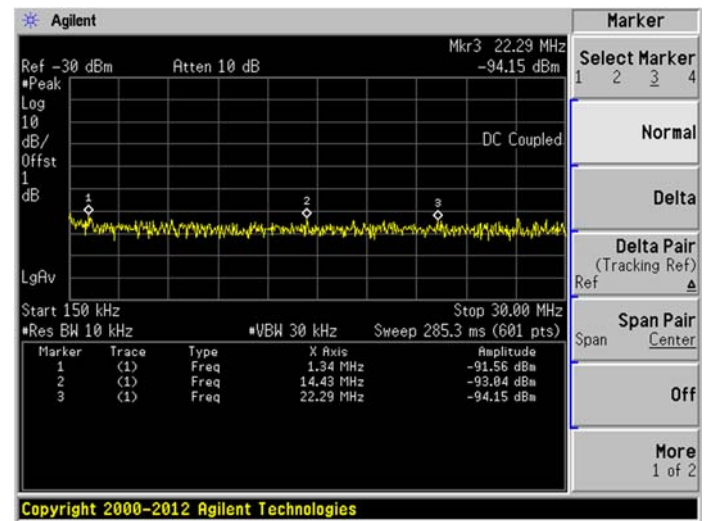 Agilent
Marker
Mkr3 22.29 MHz
Ref -30 dBm Atten 10 dB -94.15 dBm
#Peak
Log
10
dB/
Offst
1
dB
DC Coupled
1
2
3
LgAv
Start 150 kHz Stop 30.00 MHz
#Res BW 10 kHz #VBW 30 kHz Sweep 285.3 ms (601 pts)
Marker Trace Type X Axis Amplitude
1 (1) Freq 1.34 MHz -91.56 dBm
2 (1) Freq 14.43 MHz -93.04 dBm
3 (1) Freq 22.29 MHz -94.15 dBm
Copyright 2000-2012 Agilent Technologies
Select Marker
1 2 3 4
Normal
Delta
Delta Pair
(Tracking Ref)
Ref Δ
Span Pair
Span Center
Off
More
1 of 2